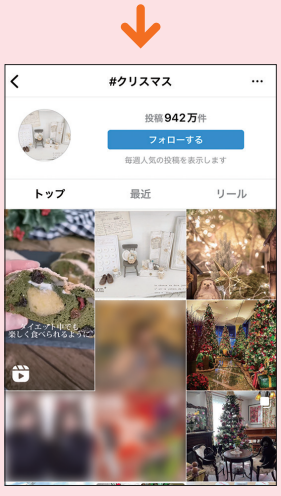 #クリスマス
投稿942万件
フォローする
毎週人気の投稿を表示します
トップ
最近
リール
ダイエット中でも
楽しく食べられるように